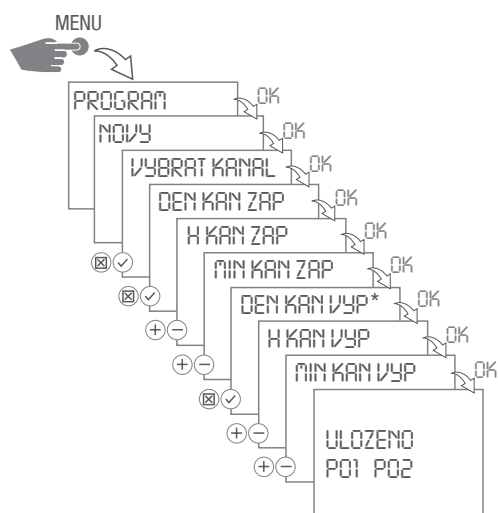 MENU
PROGRAM OK
NOVY OK
VYBRAT KANAL OK
DEN KAN ZAP OK
H KAN ZAP OK
MIN KAN ZAP OK
DEN KAN VYP* OK
H KAN VYP OK
MIN KAN VYP OK
ULOZENO
P01 P02